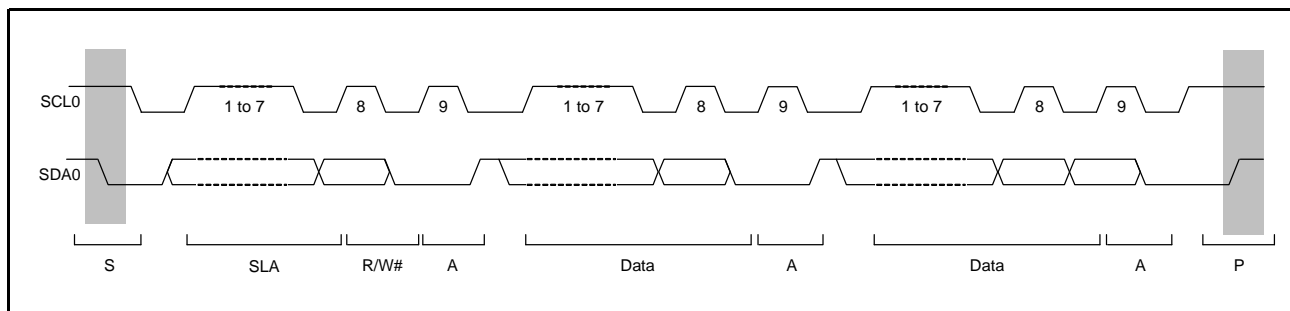 SCL0
1 to 7 8 9 1 to 7 8 9 1 to 7 8 9
SDA0
S SLA R/W# A Data A Data A P